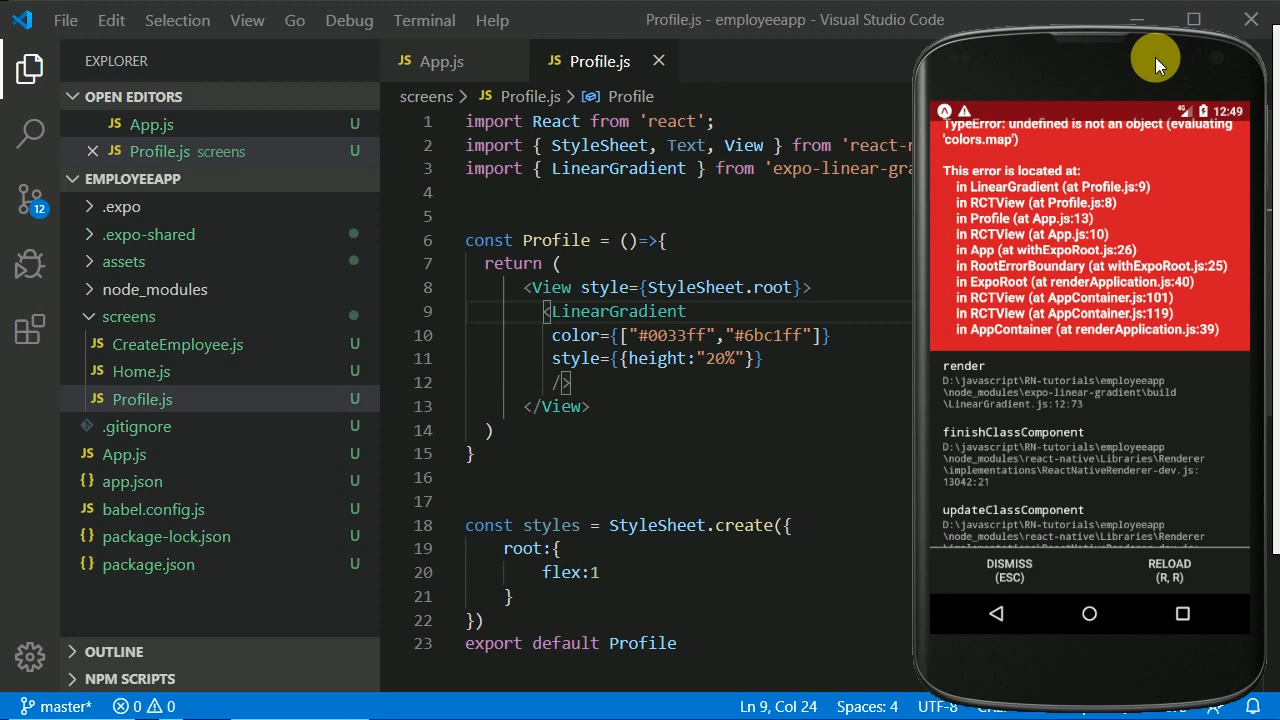 File Edit Selection View Go Debug Terminal Help Profile.js - employeeapp - Visual Studio Code
EXPLORER
OPEN EDITORS
JS App.js U
JS Profile.js screens U
EMPLOYEEAPP
.expo
.expo-shared
assets
node_modules
screens
JS CreateEmployee.js U
JS Home.js U
JS Profile.js U
.gitignore U
JS App.js U
{} app.json U
JS babel.config.js U
{} package-lock.json U
{} package.json U
OUTLINE
NPM SCRIPTS
12
JS App.js JS Profile.js
screens > JS Profile.js > Profile
1 import React from 'react';
2 import { StyleSheet, Text, View } from 'react-
3 import { LinearGradient } from 'expo-linear-gra
4
5
6 const Profile = ()=>{
7 return (
8 <View style={StyleSheet.root}>
9 <LinearGradient
10 color={["#0033ff","#6bc1ff"]}
11 style={{height:"20%"}}
12 />
13 </View>
14 )
15 }
16
17
18 const styles = StyleSheet.create({
19 root:{
20 flex:1
21 }
22 })
23 export default Profile
4G 12:49
TypeError: undefined is not an object (evaluating
'colors.map')
This error is located at:
in LinearGradient (at Profile.js:9)
in RCTView (at Profile.js:8)
in Profile (at App.js:13)
in RCTView (at App.js:10)
in App (at withExpoRoot.js:26)
in RootErrorBoundary (at withExpoRoot.js:25)
in ExpoRoot (at renderApplication.js:40)
in RCTView (at AppContainer.js:101)
in RCTView (at AppContainer.js:119)
in AppContainer (at renderApplication.js:39)
render
D:\javascript\RN-tutorials\employeeapp
\node_modules\expo-linear-gradient\build
\LinearGradient.js:12:73
finishClassComponent
D:\javascript\RN-tutorials\employeeapp
\node_modules\react-native\Libraries\Renderer
\implementations\ReactNativeRenderer-dev.js:
13042:21
updateClassComponent
D:\javascript\RN-tutorials\employeeapp
\node_modules\react-native\Libraries\Renderer
DISMISS
(ESC)
RELOAD
(R, R)
master* 0 0 Ln 9, Col 24 Spaces: 4 UTF-8